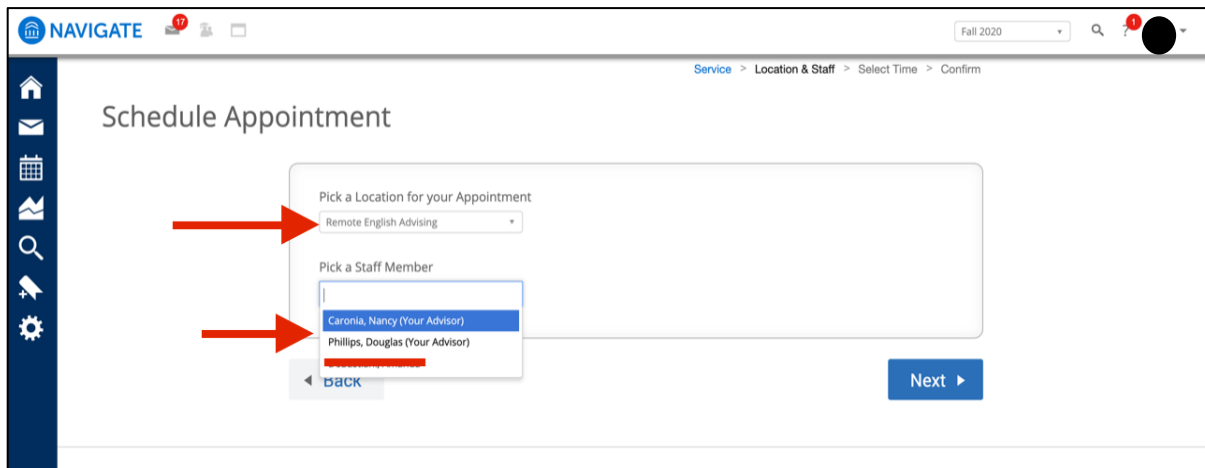 NAVIGATE
17
Fall 2020
?
1
Service > Location & Staff > Select Time > Confirm
Schedule Appointment
Pick a Location for your Appointment
Remote English Advising
Pick a Staff Member
Caronia, Nancy (Your Advisor)
Phillips, Douglas (Your Advisor)
Back
Next